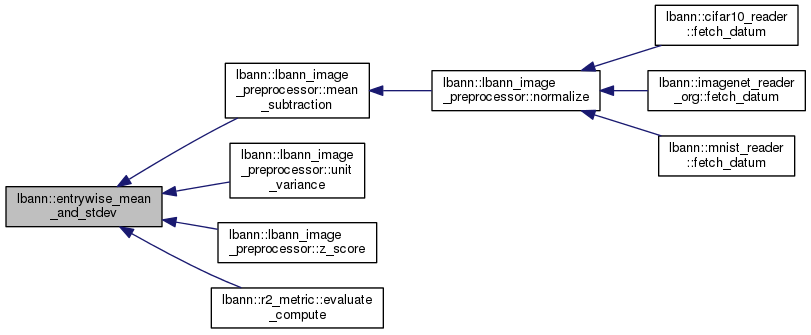 lbann::entrywise_mean
_and_stdev
lbann::lbann_image
_preprocessor::mean
_subtraction
lbann::lbann_image
_preprocessor::normalize
lbann::cifar10_reader
::fetch_datum
lbann::imagenet_reader
_org::fetch_datum
lbann::mnist_reader
::fetch_datum
lbann::lbann_image
_preprocessor::unit
_variance
lbann::lbann_image
_preprocessor::z_score
lbann::r2_metric::evaluate
_compute